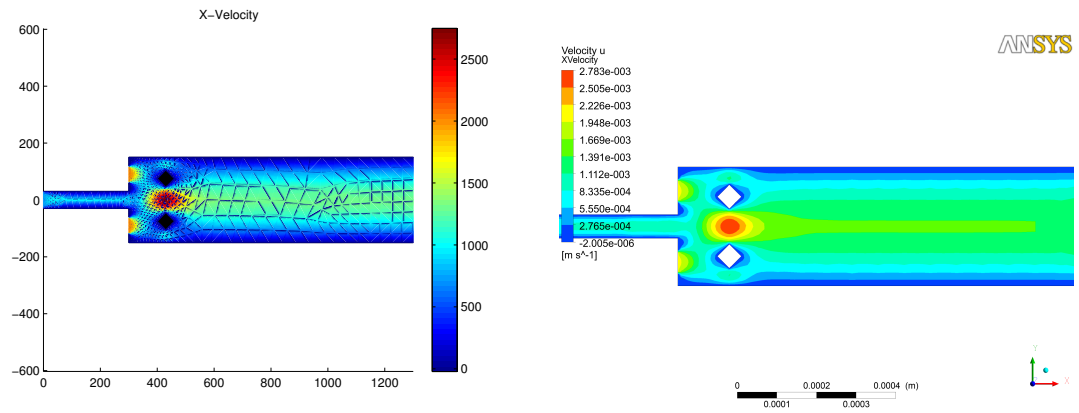 X−Velocity
600
400
200
0
−200
−400
−600
0
200
400
600
800
1000
1200
2500
2000
1500
1000
500
0
ANSYS
Velocity u
XVelocity
2.783e-003
2.505e-003
2.226e-003
1.948e-003
1.669e-003
1.391e-003
1.112e-003
8.335e-004
5.550e-004
2.765e-004
-2.005e-006
[m s^-1]
0 0.0002 0.0004 (m)
0.0001 0.0003
Y
X